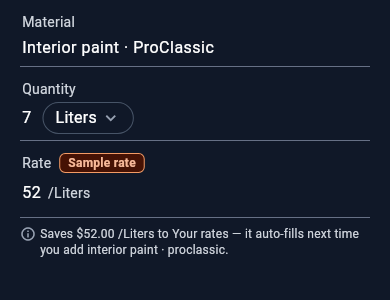 Material
Interior paint · ProClassic
Quantity
7 Liters
Rate Sample rate
52 /Liters
Saves $52.00 /Liters to Your rates — it auto-fills next time
you add interior paint · proclassic.